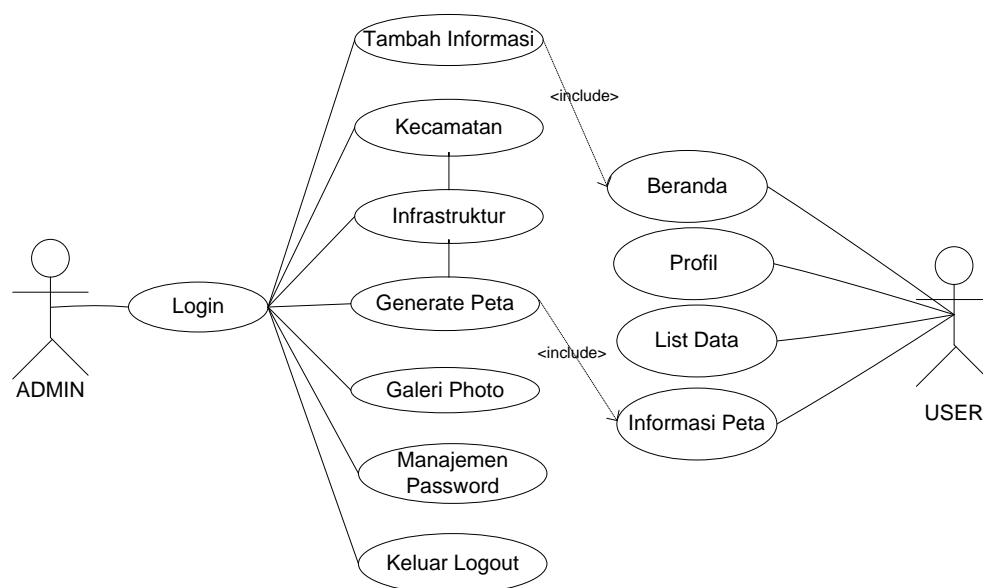 Tambah Informasi
<include>
Kecamatan
Beranda
Infrastruktur
Profil
Login
Generate Peta
List Data
<include>
ADMIN
Galeri Photo
Informasi Peta
USER
Manajemen
Password
Keluar Logout